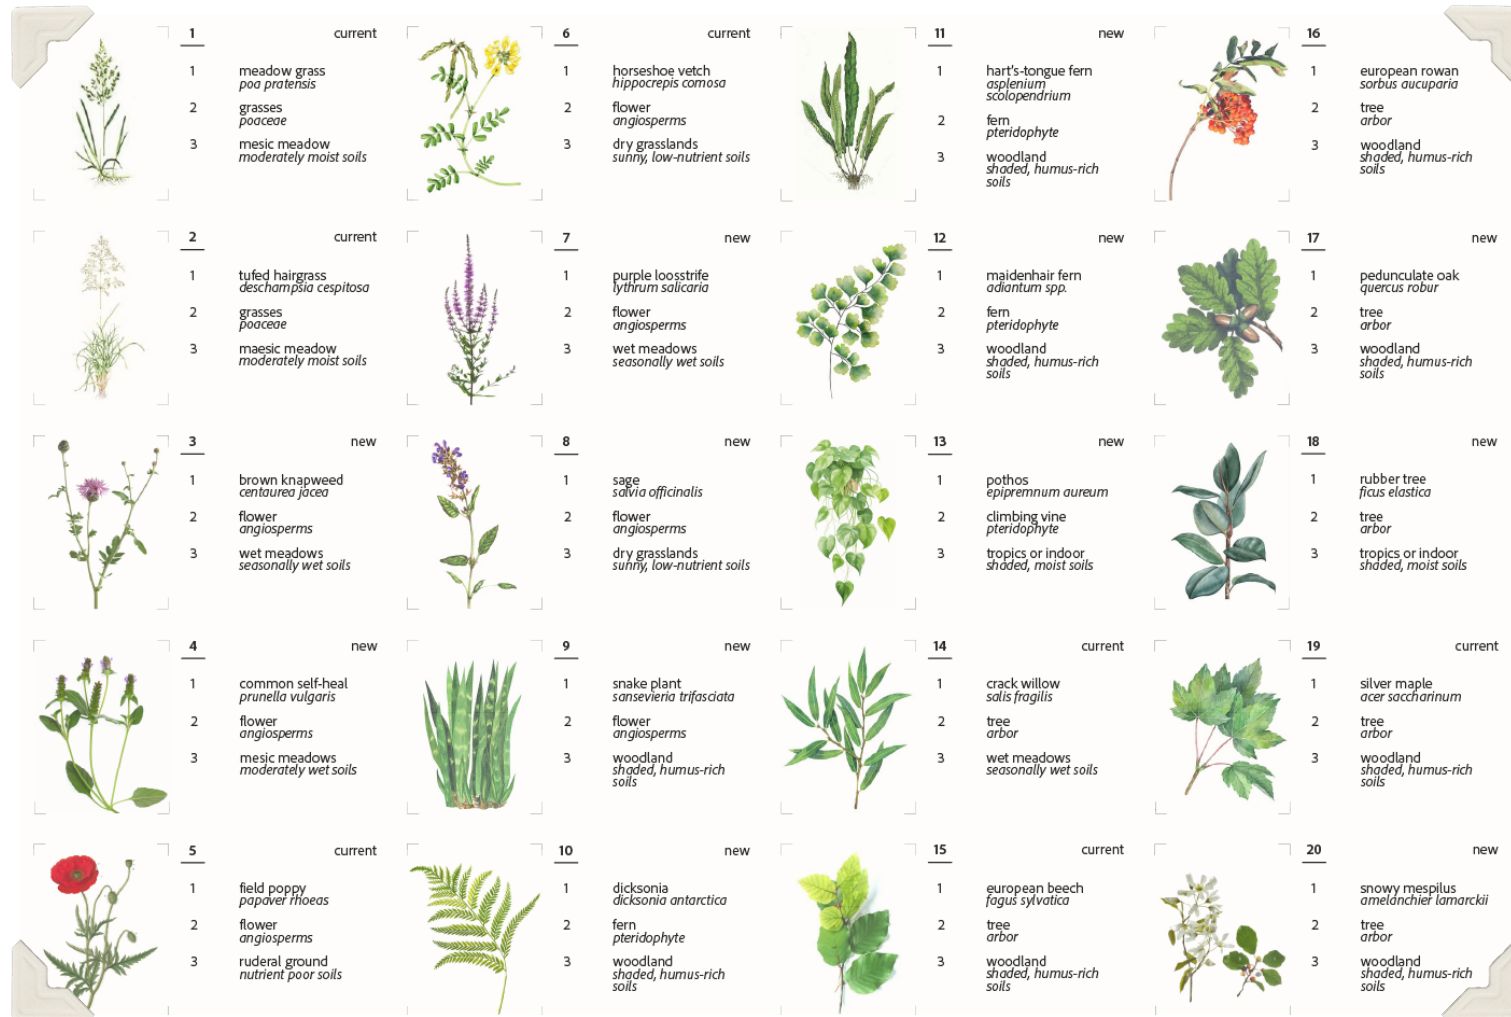 1 current
1 meadow grass
poa pratensis
2 grasses
poaceae
3 mesic meadow
moderately moist soils
2 current
1 tufed hairgrass
deschampsia cespitosa
2 grasses
poaceae
3 maesic meadow
moderately moist soils
3 new
1 brown knapweed
centaurea jacea
2 flower
angiosperms
3 wet meadows
seasonally wet soils
4 new
1 common self-heal
prunella vulgaris
2 flower
angiosperms
3 mesic meadows
moderately wet soils
5 current
1 field poppy
papaver rhoeas
2 flower
angiosperms
3 ruderal ground
nutrient poor soils
6 current
1 horseshoe vetch
hippocrepis comosa
2 flower
angiosperms
3 dry grasslands
sunny, low-nutrient soils
7 new
1 purple loosstrife
lythrum salicaria
2 flower
angiosperms
3 wet meadows
seasonally wet soils
8 new
1 sage
salvia officinalis
2 flower
angiosperms
3 dry grasslands
sunny, low-nutrient soils
9 new
1 snake plant
sansevieria trifasciata
2 flower
angiosperms
3 woodland
shaded, humus-rich
soils
10 new
1 dicksonia
dicksonia antarctica
2 fern
pteridophyte
3 woodland
shaded, humus-rich
soils
11 new
1 hart's-tongue fern
asplenium
scolopendrium
2 fern
pteridophyte
3 woodland
shaded, humus-rich
soils
12 new
1 maidenhair fern
adiantum spp.
2 fern
pteridophyte
3 woodland
shaded, humus-rich
soils
13 new
1 pothos
epipremnum aureum
2 climbing vine
pteridophyte
3 tropics or indoor
shaded, moist soils
14 current
1 crack willow
salis fragilis
2 tree
arbor
3 wet meadows
seasonally wet soils
15 current
1 european beech
fagus sylvatica
2 tree
arbor
3 woodland
shaded, humus-rich
soils
16
1 european rowan
sorbus aucuparia
2 tree
arbor
3 woodland
shaded, humus-rich
soils
17 new
1 pedunculate oak
quercus robur
2 tree
arbor
3 woodland
shaded, humus-rich
soils
18 new
1 rubber tree
ficus elastica
2 tree
arbor
3 tropics or indoor
shaded, moist soils
19 current
1 silver maple
acer saccharinum
2 tree
arbor
3 woodland
shaded, humus-rich
soils
20 new
1 snowy mespilus
amelanchier lamarckii
2 tree
arbor
3 woodland
shaded, humus-rich
soils